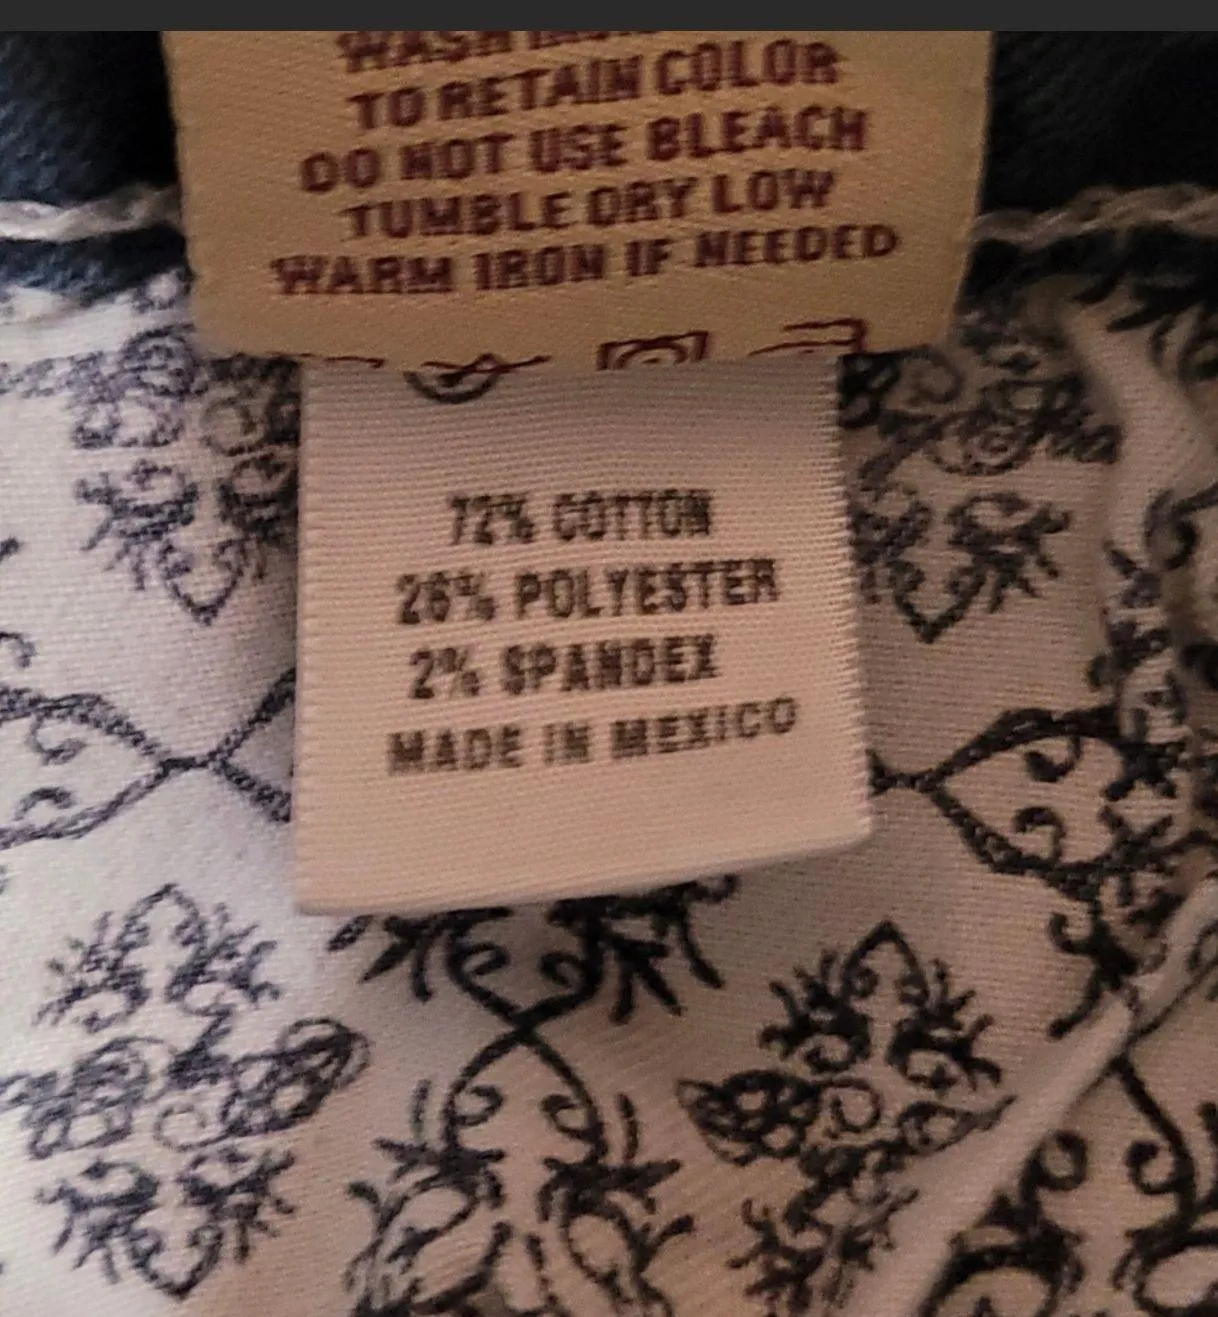 WASH
TO RETAIN COLOR
DO NOT USE BLEACH
TUMBLE DRY LOW
WARM IRON IF NEEDED
72% COTTON
26% POLYESTER
2% SPANDEX
MADE IN MEXICO